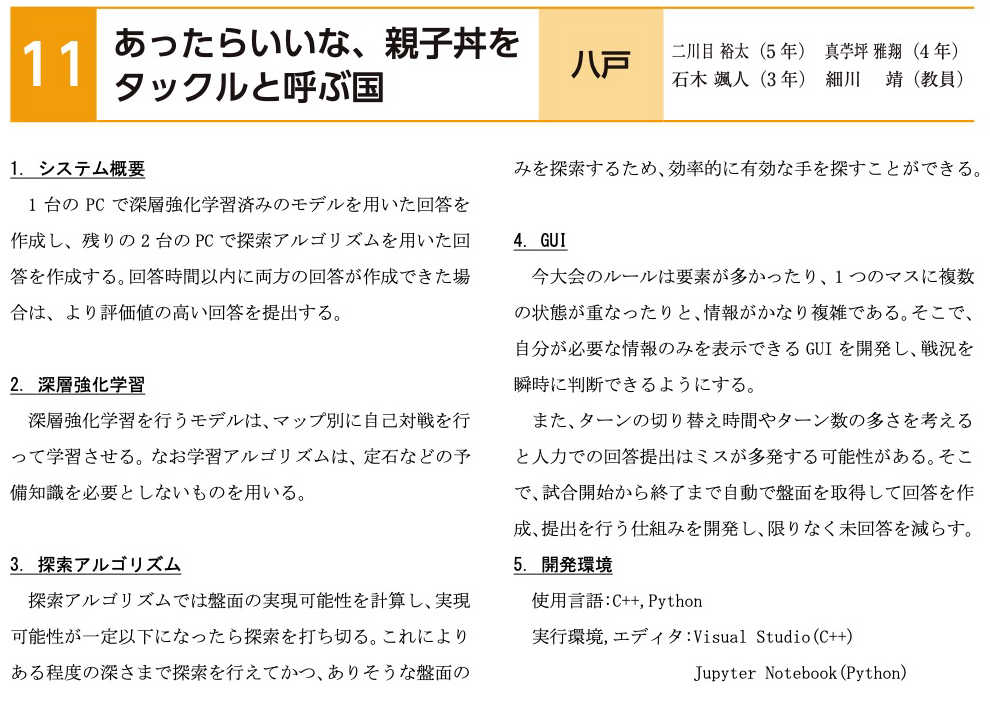 11
あったらいいな、親子丼を
タックルと呼ぶ国
八戸
二川目 裕太（5年） 真苧坪 雅翔（4年）
石木 颯人（3年） 細川 靖（教員）
1. システム概要
1台のPCで深層強化学習済みのモデルを用いた回答を
作成し、残りの2台のPCで探索アルゴリズムを用いた回
答を作成する。回答時間以内に両方の回答が作成できた場
合は、より評価値の高い回答を提出する。
2. 深層強化学習
深層強化学習を行うモデルは、マップ別に自己対戦を行
って学習させる。なお学習アルゴリズムは、定石などの予
備知識を必要としないものを用いる。
3. 探索アルゴリズム
探索アルゴリズムでは盤面の実現可能性を計算し、実現
可能性が一定以下になったら探索を打ち切る。これにより
ある程度の深さまで探索を行えてかつ、ありそうな盤面の
みを探索するため、効率的に有効な手を探すことができる。
4. GUI
今大会のルールは要素が多かったり、1つのマスに複数
の状態が重なったりと、情報がかなり複雑である。そこで、
自分が必要な情報のみを表示できるGUIを開発し、戦況を
瞬時に判断できるようにする。
また、ターンの切り替え時間やターン数の多さを考える
と人力での回答提出はミスが多発する可能性がある。そこ
で、試合開始から終了まで自動で盤面を取得して回答を作
成、提出を行う仕組みを開発し、限りなく未回答を減らす。
5. 開発環境
使用言語:C++,Python
実行環境,エディタ:Visual Studio(C++)
Jupyter Notebook(Python)